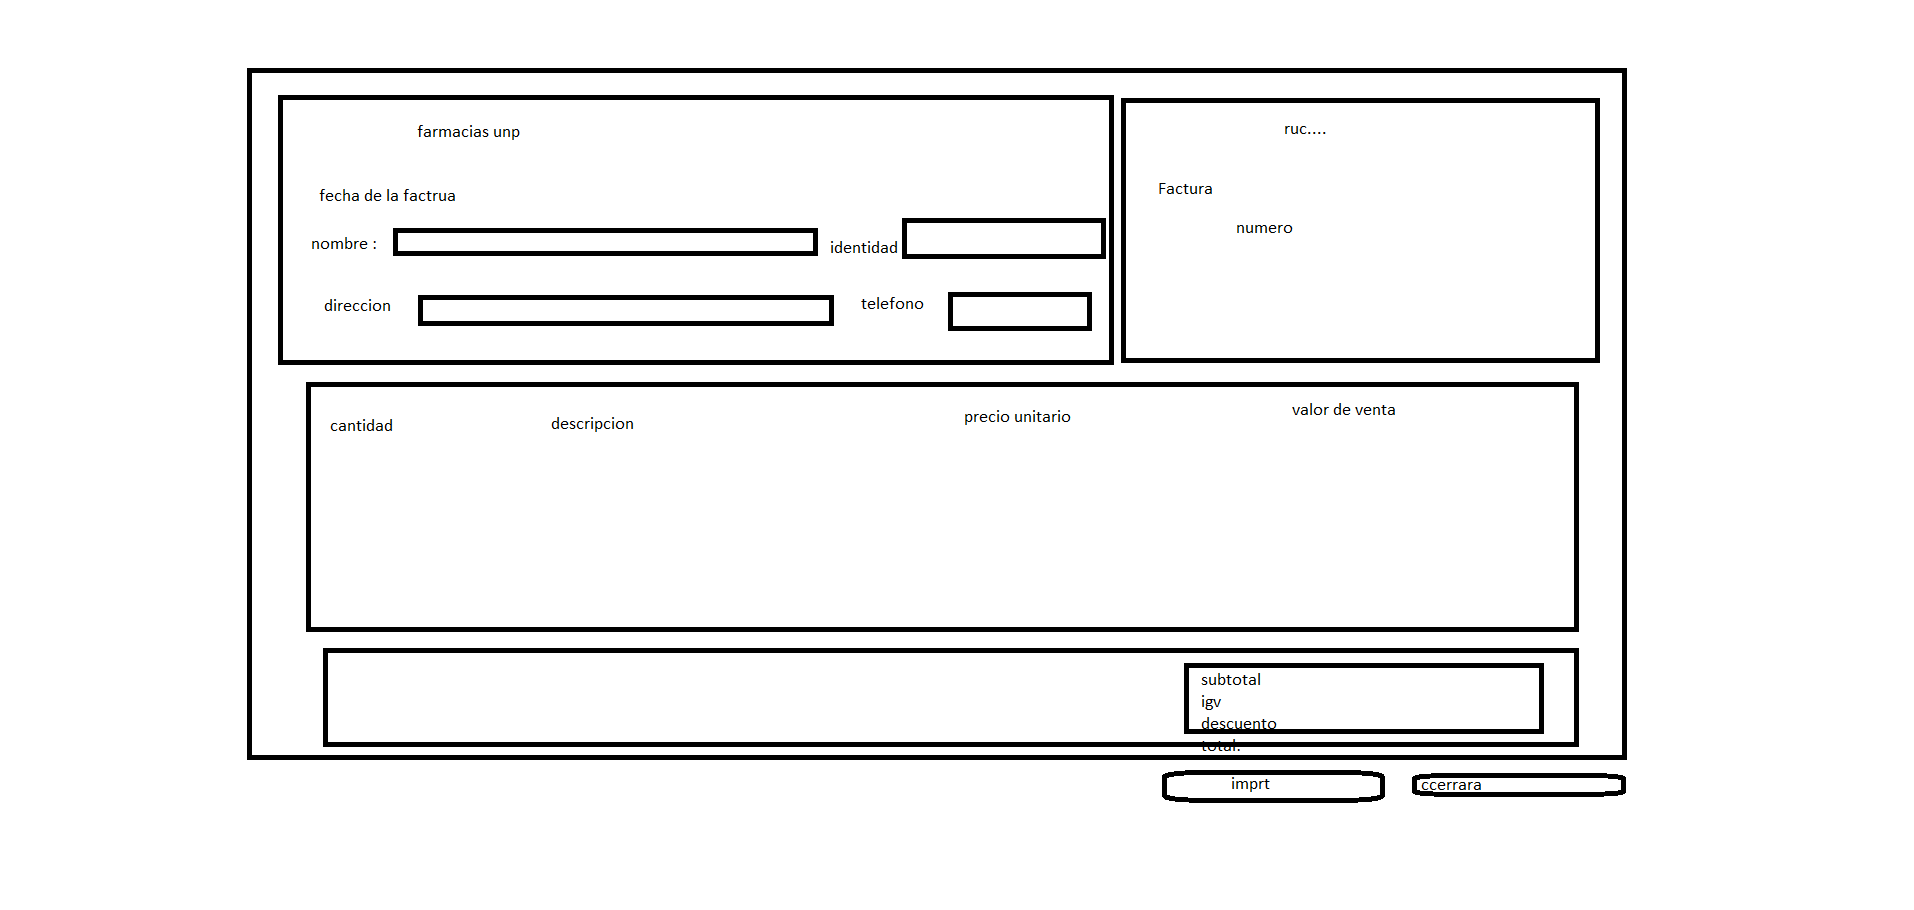 farmacias unp
fecha de la factrua
nombre :
identidad
direccion
telefono
ruc....
Factura
numero
cantidad
descripcion
precio unitario
valor de venta
subtotal
igv
descuento
total:
imprt
ccerrara